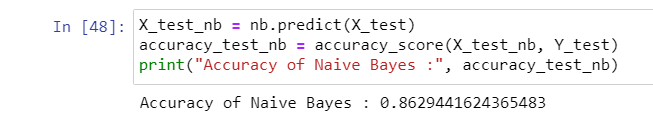 In [48]: X_test_nb = nb.predict(X_test)
accuracy_test_nb = accuracy_score(X_test_nb, Y_test)
print("Accuracy of Naive Bayes :", accuracy_test_nb)
Accuracy of Naive Bayes : 0.8629441624365483